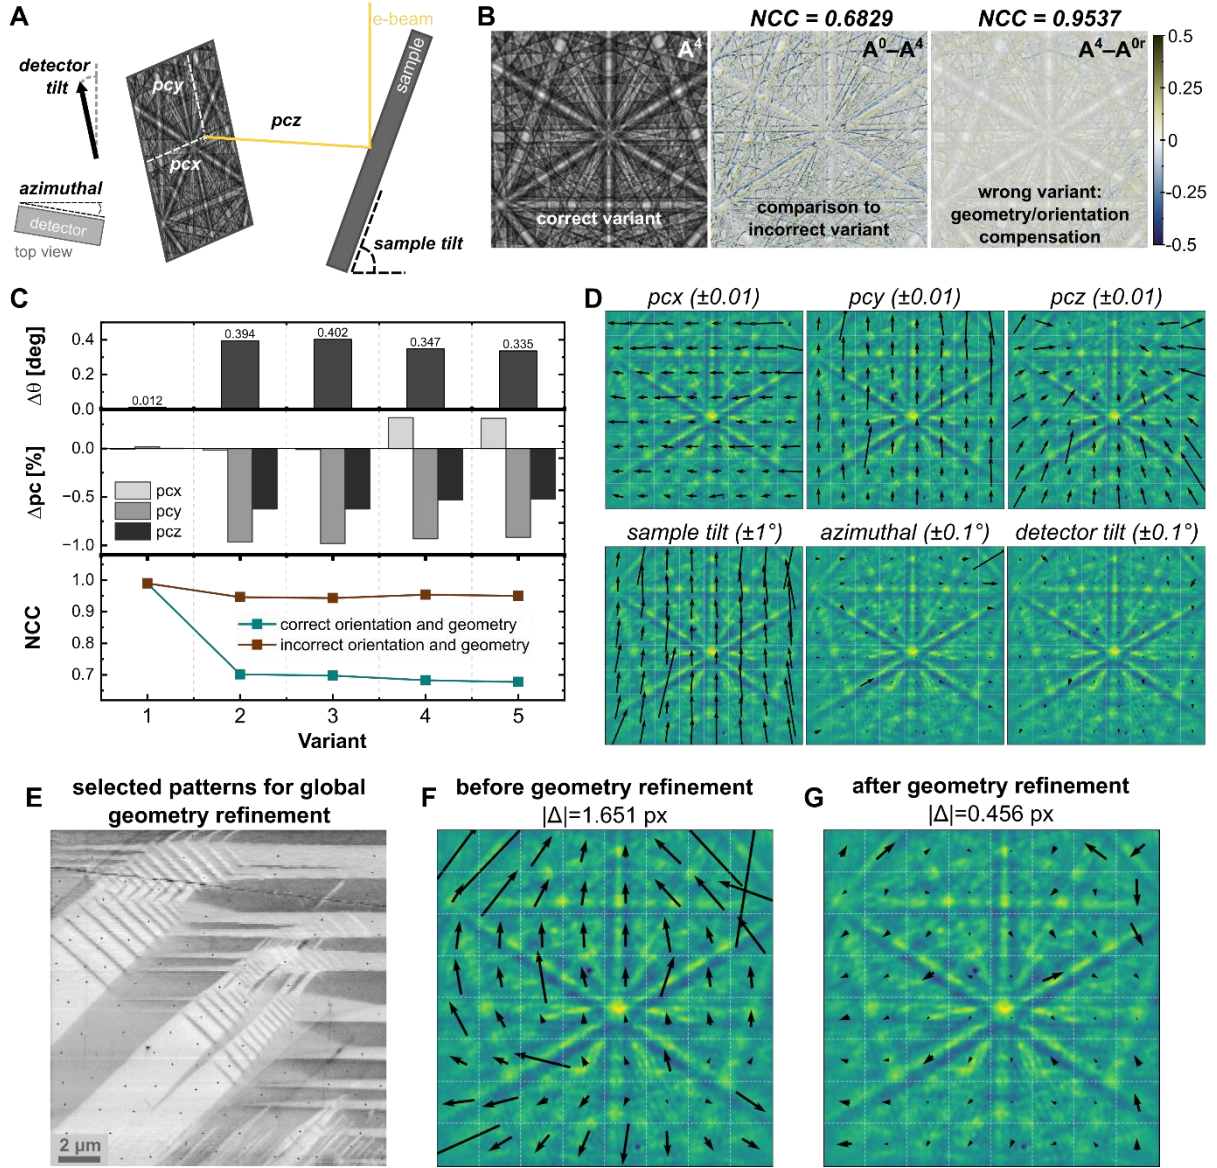 A
e-beam
detector
tilt
pcy
pcx
pcz
sample
azimuthal
detector
top view
sample tilt
B
NCC = 0.6829
NCC = 0.9537
A⁴
A⁰–A⁴
A⁴–A⁰ʳ
correct variant
comparison to
incorrect variant
wrong variant:
geometry/orientation
compensation
0.5
0.25
0
-0.25
-0.5
C
Δθ [deg]
0.4
0.2
0.0
0.012
0.394
0.402
0.347
0.335
Δpc [%]
0.0
−0.5
−1.0
pcx
pcy
pcz
NCC
1.0
0.9
0.8
0.7
correct orientation and geometry
incorrect orientation and geometry
1 2 3 4 5
Variant
D
pcx (±0.01)
pcy (±0.01)
pcz (±0.01)
sample tilt (±1°)
azimuthal (±0.1°)
detector tilt (±0.1°)
E
selected patterns for global
geometry refinement
2 µm
F
before geometry refinement
|Δ|=1.651 px
G
after geometry refinement
|Δ|=0.456 px